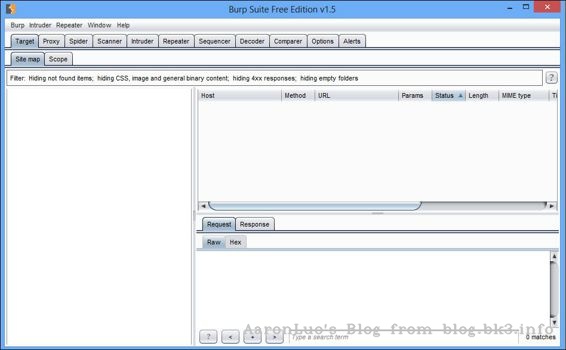 Burp Suite Free Edition v1.5
Burp Intruder Repeater Window Help
Target Proxy Spider Scanner Intruder Repeater Sequencer Decoder Comparer Options Alerts
Site map Scope
Filter: Hiding not found items; hiding CSS, image and general binary content; hiding 4xx responses; hiding empty folders ?
Host Method URL Params Status Length MIME type Ti
Request Response
Raw Hex
AaronLuo's Blog from blog.bk3.info
? < + > Type a search term 0 matches